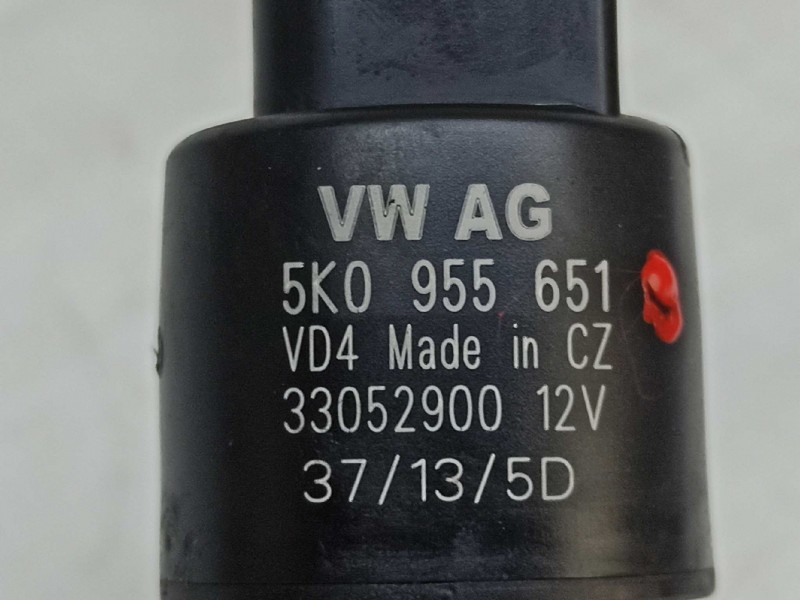 VW AG
5K0 955 651
VD4 Made in CZ
33052900 12V
37/13/5D